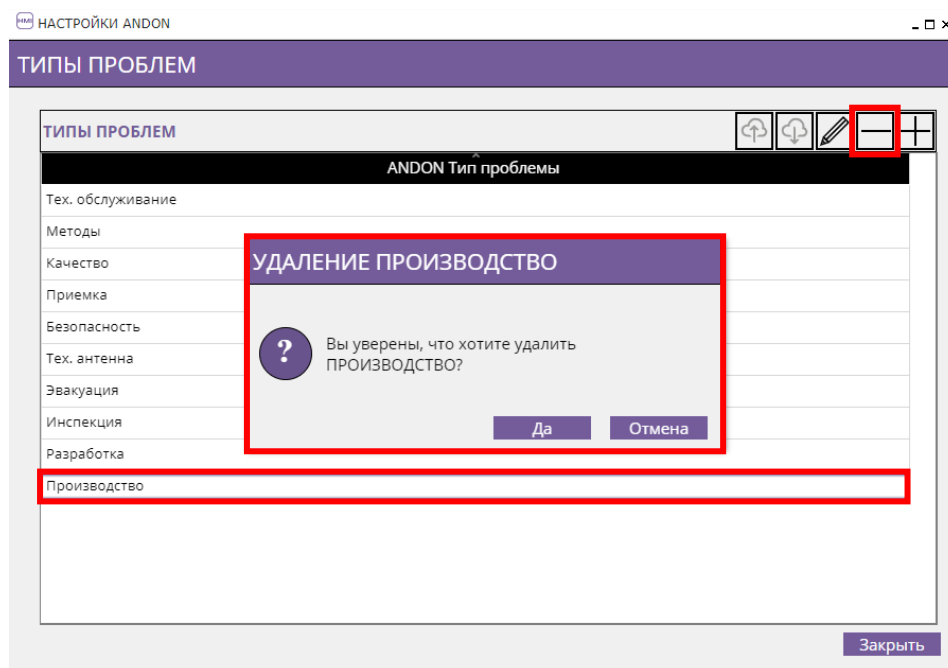 HMI НАСТРОЙКИ ANDON
ТИПЫ ПРОБЛЕМ
ТИПЫ ПРОБЛЕМ
ANDON Тип проблемы
Тех. обслуживание
Методы
Качество
Приемка
Безопасность
Тех. антенна
Эвакуация
Инспекция
Разработка
Производство
УДАЛЕНИЕ ПРОИЗВОДСТВО
?
Вы уверены, что хотите удалить
ПРОИЗВОДСТВО?
Да Отмена
Закрыть